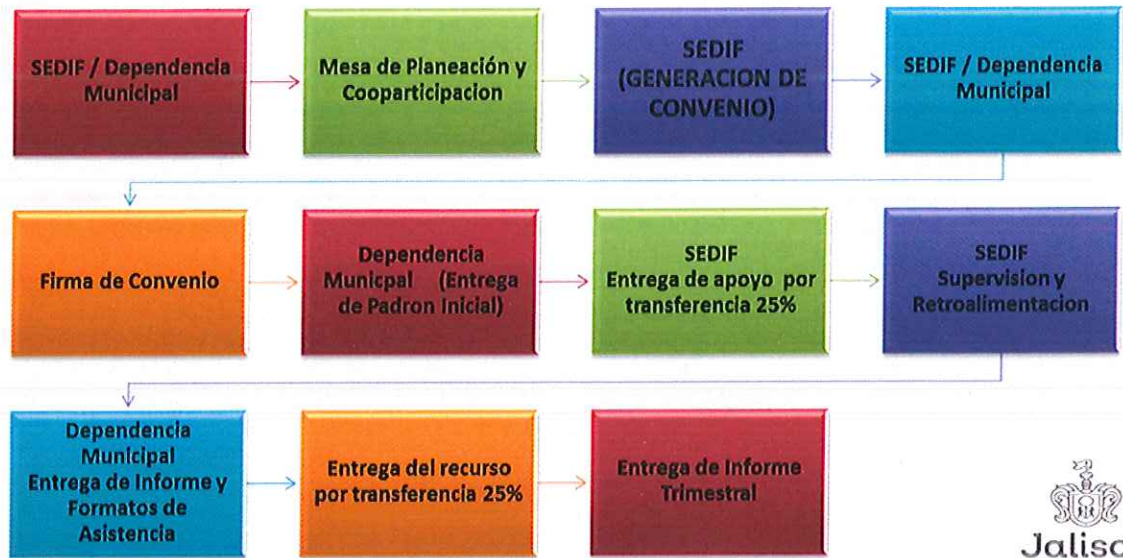 SEDIF / Dependencia
Municipal
Mesa de Planeación y
Cooparticipacion
SEDIF
(GENERACION DE
CONVENIO)
SEDIF / Dependencia
Municipal
Firma de Convenio
Dependencia
Municpal (Entrega
de Padron Inicial)
SEDIF
Entrega de apoyo por
transferencia 25%
SEDIF
Supervision y
Retroalimentacion
Dependencia
Municipal
Entrega de Informe y
Formatos de
Asistencia
Entrega del recurso
por transferencia 25%
Entrega de Informe
Trimestral
Jalisc